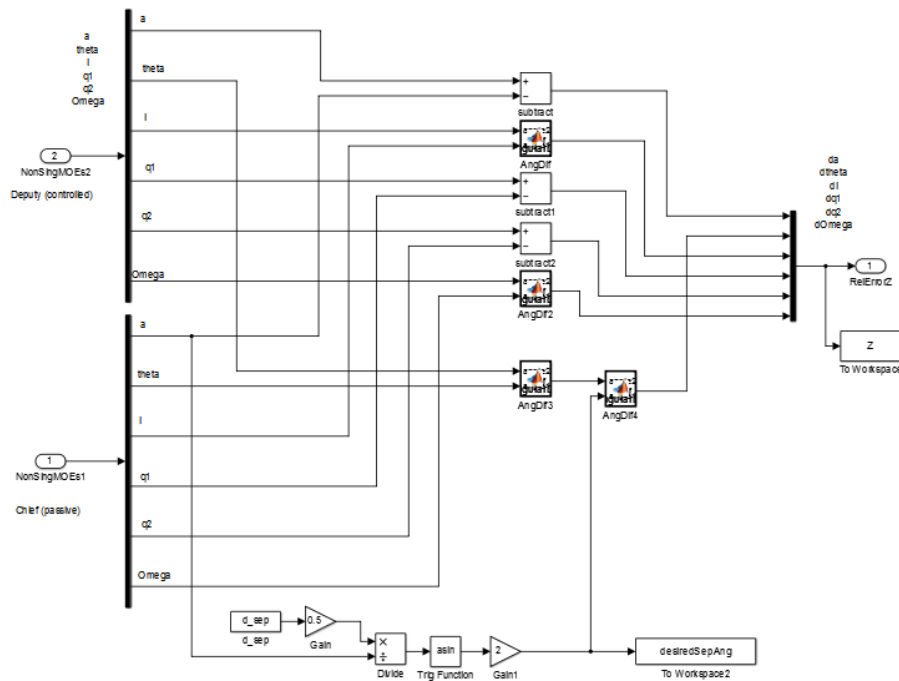 a
a
theta
I
q1
q2
Omega
theta
I
q1
q2
Omega
2
NonSingMOEs2
Deputy (controlled)
+
−
subtract
AngDif
+
−
subtract1
+
−
subtract2
AngDif2
da
dtheta
dI
dq1
dq2
dOmega
1
RelErrorZ
Z
To Workspace
a
theta
I
q1
q2
Omega
1
NonSingMOEs1
Chief (passive)
AngDif3
AngDif4
d_sep
d_sep
0.5
Gain
×
÷
Divide
asin
Trig Function
2
Gain1
desiredSepAng
To Workspace2